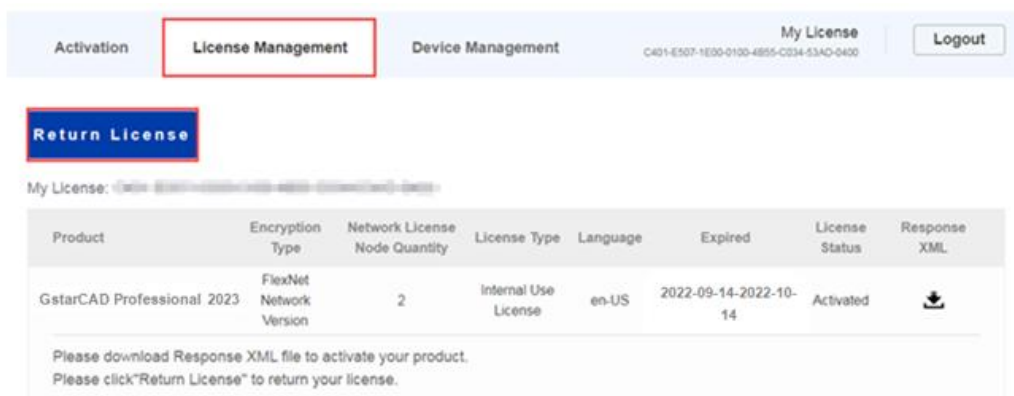 Activation License Management Device Management My License Logout
C401-E507-1E00-0100-4B55-C034-53AD-0400
Return License
My License:
Product Encryption Type Network License Node Quantity License Type Language Expired License Status Response XML
GstarCAD Professional 2023 FlexNet Network Version 2 Internal Use License en-US 2022-09-14-2022-10-14 Activated
Please download Response XML file to activate your product.
Please click"Return License" to return your license.